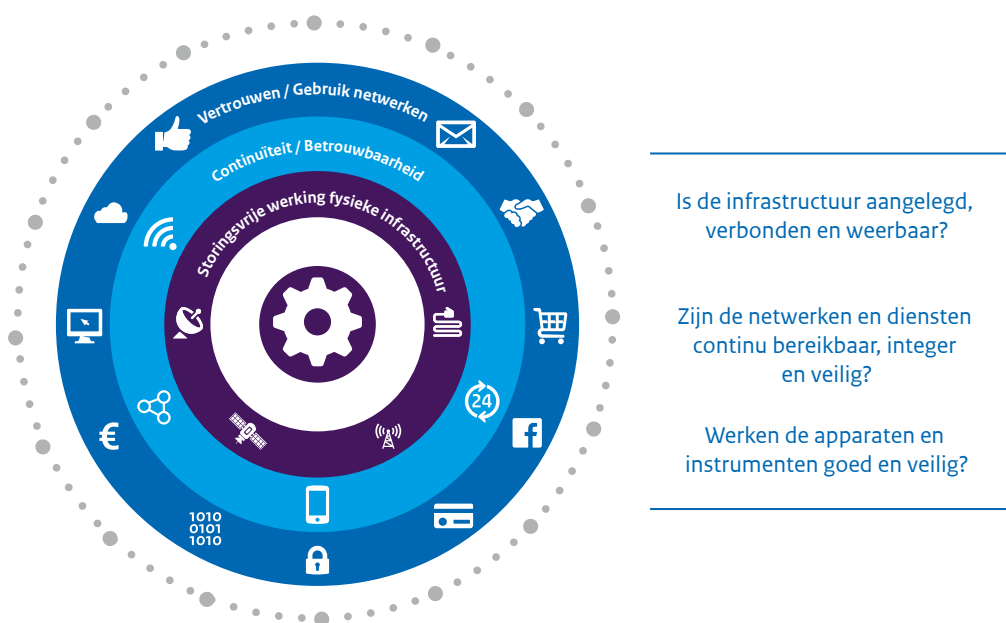 Vertrouwen / Gebruik netwerken
Continuïteit / Betrouwbaarheid
Storingsvrije werking fysieke infrastructuur
24
€
f
1010
0101
1010
Is de infrastructuur aangelegd,
verbonden en weerbaar?
Zijn de netwerken en diensten
continu bereikbaar, integer
en veilig?
Werken de apparaten en
instrumenten goed en veilig?